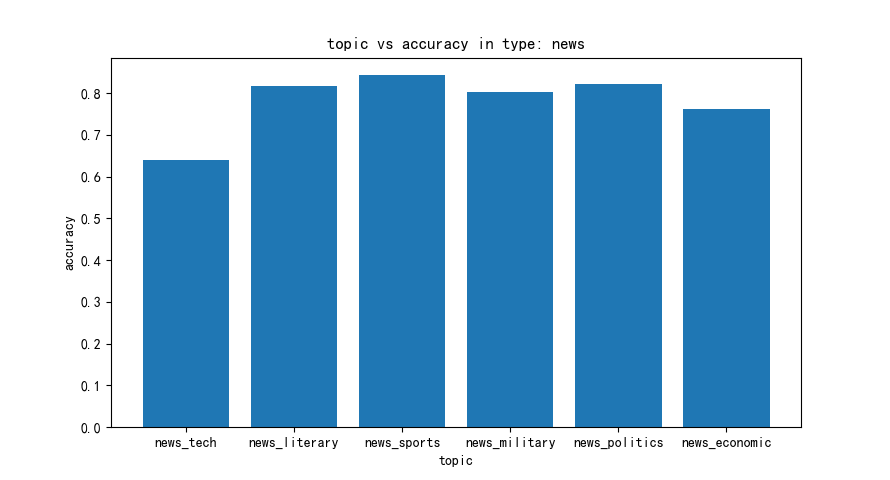 topic vs accuracy in type: news
accuracy
0.8
0.7
0.6
0.5
0.4
0.3
0.2
0.1
0.0
news_tech news_literary news_sports news_military news_politics news_economic
topic